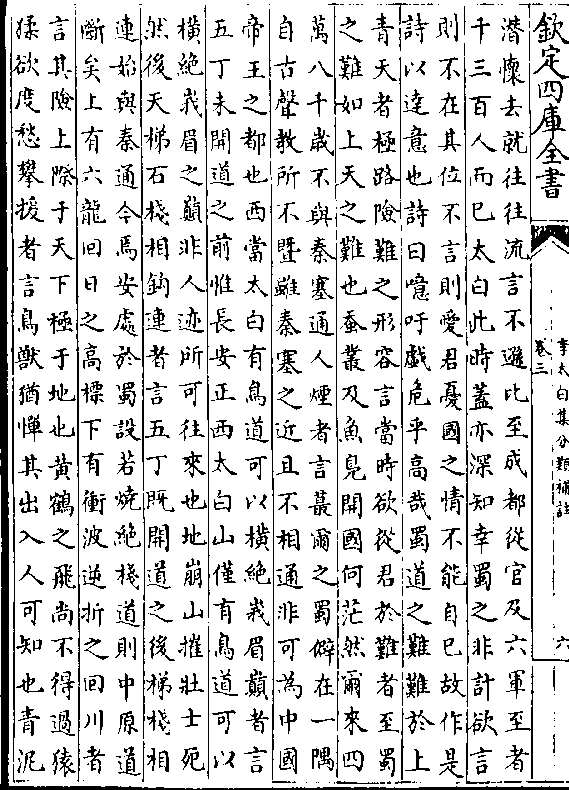 欽定四庫全書
李太白集分類補註
卷三
六
潛懷去就往往流言不遜比至成都從官及六軍至者
千三百人而已太白此時蓋亦深知幸蜀之非計欲言
則不在其位不言則愛君憂國之情不能自已故作是
詩以達意也詩曰噫吁戲危乎高哉蜀道之難難於上
青天者極路險難之形容言當時欲從君於難者至蜀
之難如上天之難也蚕叢及魚鳧開國何茫然爾來四
萬八千歲不與秦塞通人煙者言蕞爾之蜀僻在一隅
自古聲教所不暨雖秦塞之近且不相通非可為中國
帝王之都也西當太白有鳥道可以橫絶峩眉巔者言
五丁未開道之前惟長安正西太白山僅有鳥道可以
橫絶峩眉之巔非人迹所可往來也地崩山摧壯士死
然後天梯石棧相鈎連者言五丁既開道之後梯棧相
連始與秦通今焉安處於蜀設若燒絶棧道則中原道
斷矣上有六龍回日之高標下有衝波逆折之回川者
言其險上際于天下極于地也黃鶴之飛尚不得過猿
猱欲度愁攀援者言鳥獸猶憚其出入人可知也青泥